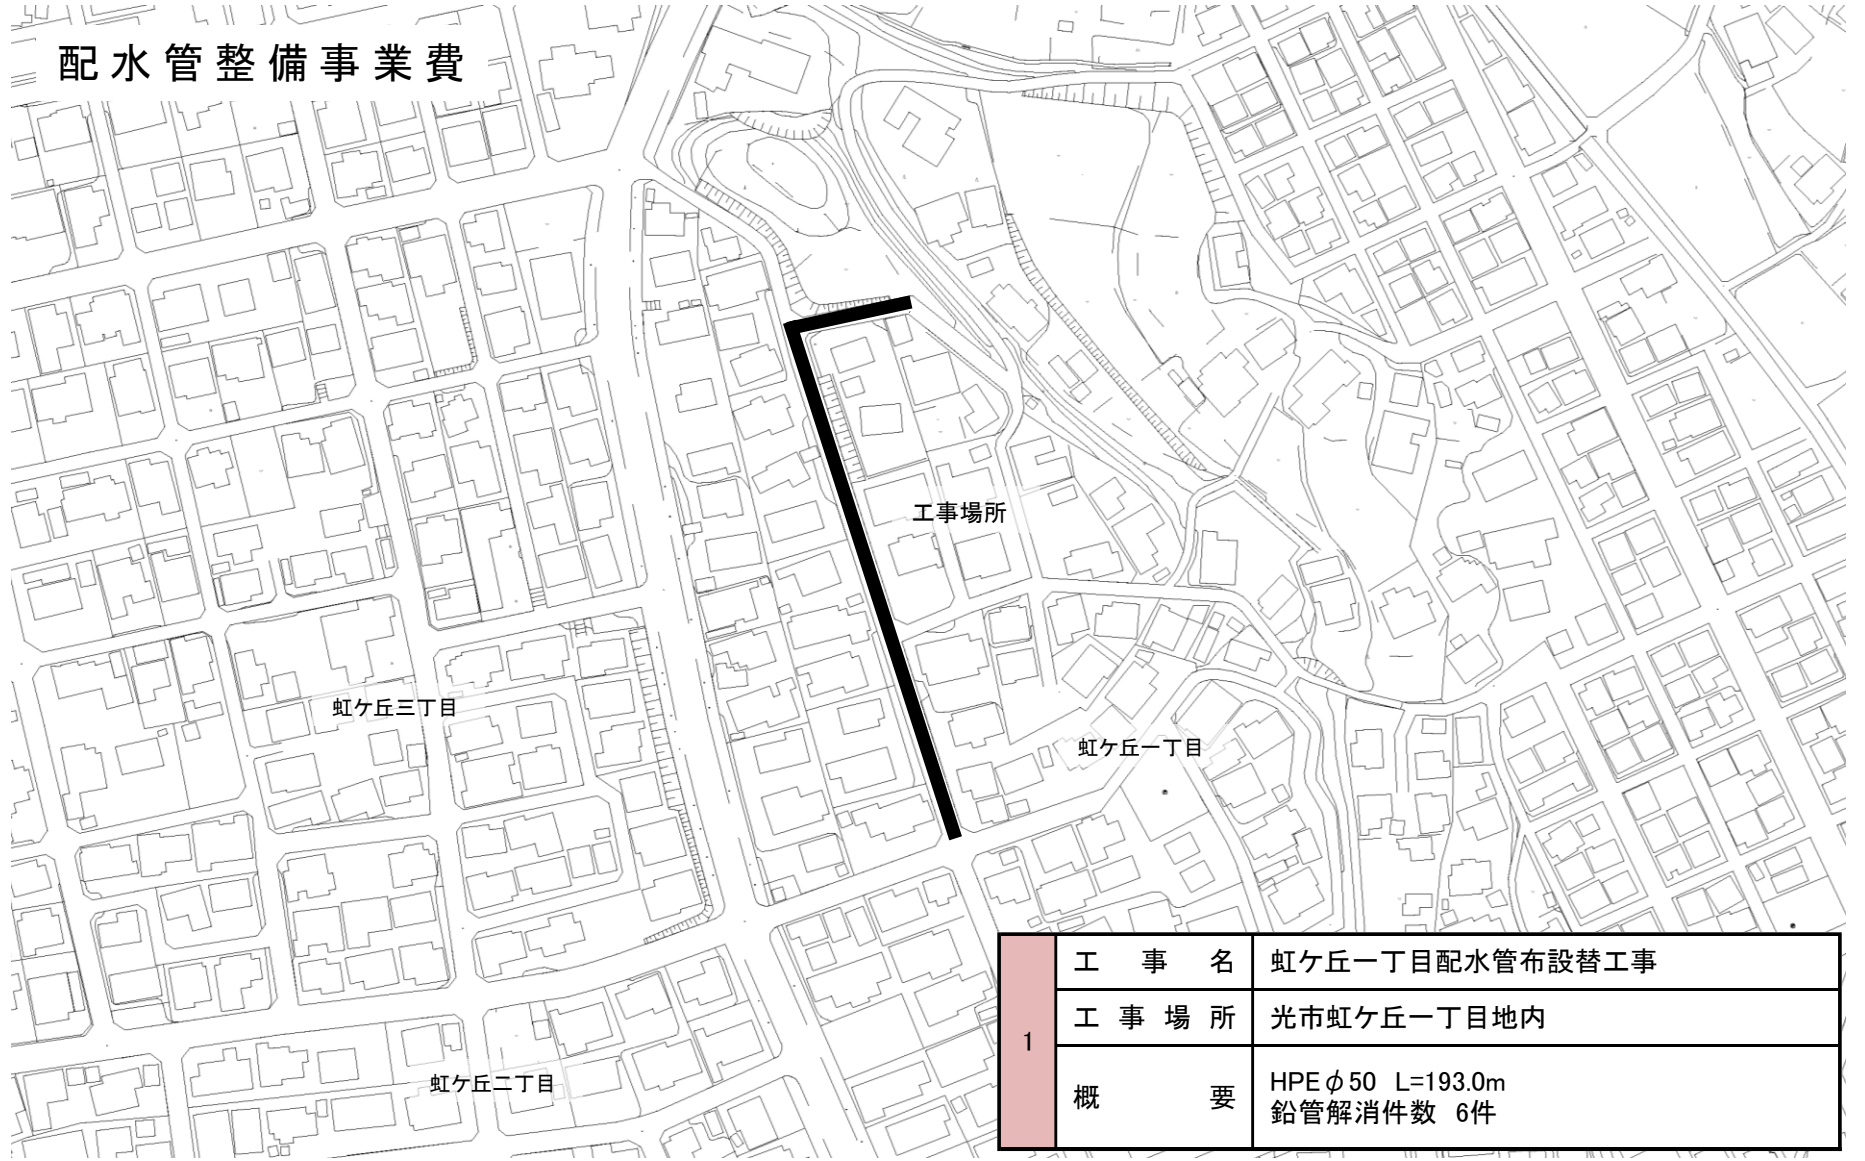 配水管整備事業費
工事場所
虹ケ丘三丁目
虹ケ丘一丁目
虹ケ丘二丁目
1
工事名 虹ケ丘一丁目配水管布設替工事
工事場所 光市虹ケ丘一丁目地内
概要 HPEφ50 L=193.0m
鉛管解消件数 6件